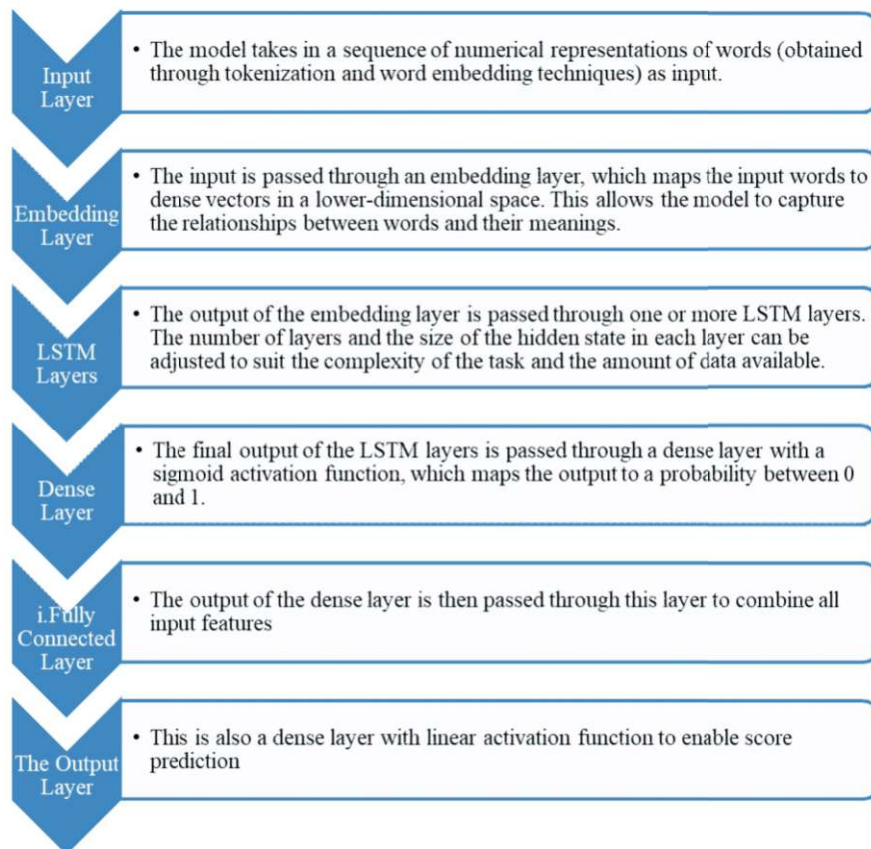 Input
Layer
• The model takes in a sequence of numerical representations of words (obtained
through tokenization and word embedding techniques) as input.
Embedding
Layer
• The input is passed through an embedding layer, which maps the input words to
dense vectors in a lower-dimensional space. This allows the model to capture
the relationships between words and their meanings.
LSTM
Layers
• The output of the embedding layer is passed through one or more LSTM layers.
The number of layers and the size of the hidden state in each layer can be
adjusted to suit the complexity of the task and the amount of data available.
Dense
Layer
• The final output of the LSTM layers is passed through a dense layer with a
sigmoid activation function, which maps the output to a probability between 0
and 1.
i.Fully
Connected
Layer
• The output of the dense layer is then passed through this layer to combine all
input features
The Output
Layer
• This is also a dense layer with linear activation function to enable score
prediction